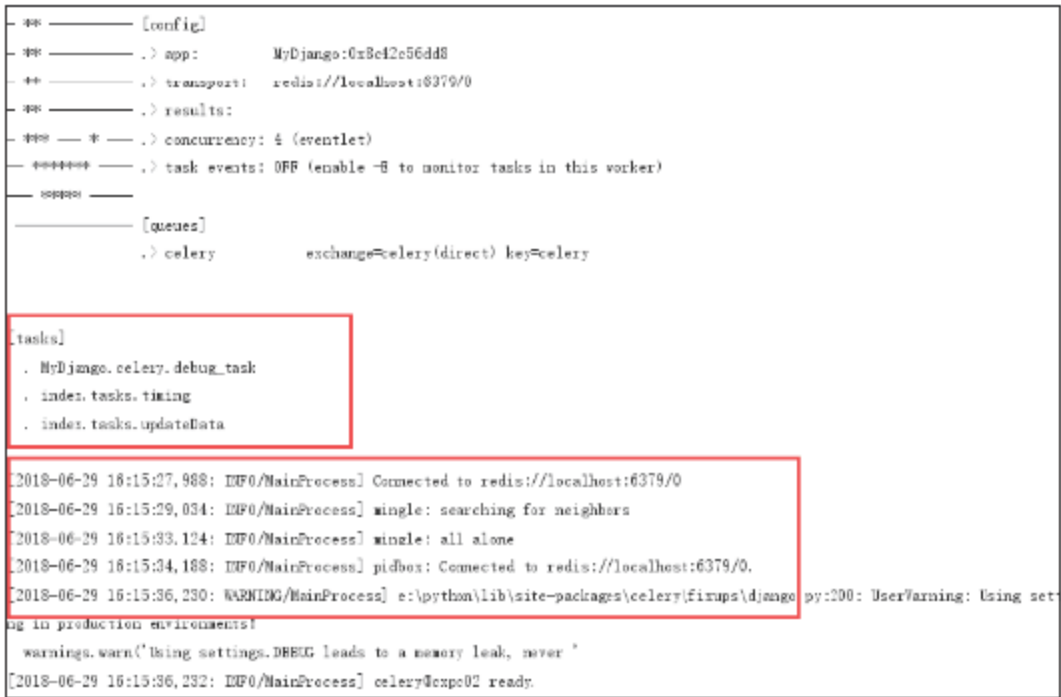 - ** ---------- [config]
- ** ---------- .> app: MyDjango:0x8c42c56dd8
- ** ---------- .> transport: redis://localhost:6379/0
- ** ---------- .> results:
- *** --- * --- .> concurrency: 4 (eventlet)
-- ******* ---- .> task events: OFF (enable -E to monitor tasks in this worker)
--- ***** -----
-------------- [queues]
.> celery exchange=celery(direct) key=celery
[tasks]
. MyDjango.celery.debug_task
. index.tasks.timing
. index.tasks.updateData
[2018-06-29 16:15:27,988: INFO/MainProcess] Connected to redis://localhost:6379/0
[2018-06-29 16:15:29,034: INFO/MainProcess] mingle: searching for neighbors
[2018-06-29 16:15:33,124: INFO/MainProcess] mingle: all alone
[2018-06-29 16:15:34,188: INFO/MainProcess] pidbox: Connected to redis://localhost:6379/0.
[2018-06-29 16:15:36,230: WARNING/MainProcess] e:\python\lib\site-packages\celery\fixups\django.py:200: UserWarning: Using sett
ng in production environments!
warnings.warn('Using settings.DEBUG leads to a memory leak, never '
[2018-06-29 16:15:36,232: INFO/MainProcess] celery@cxpc02 ready.